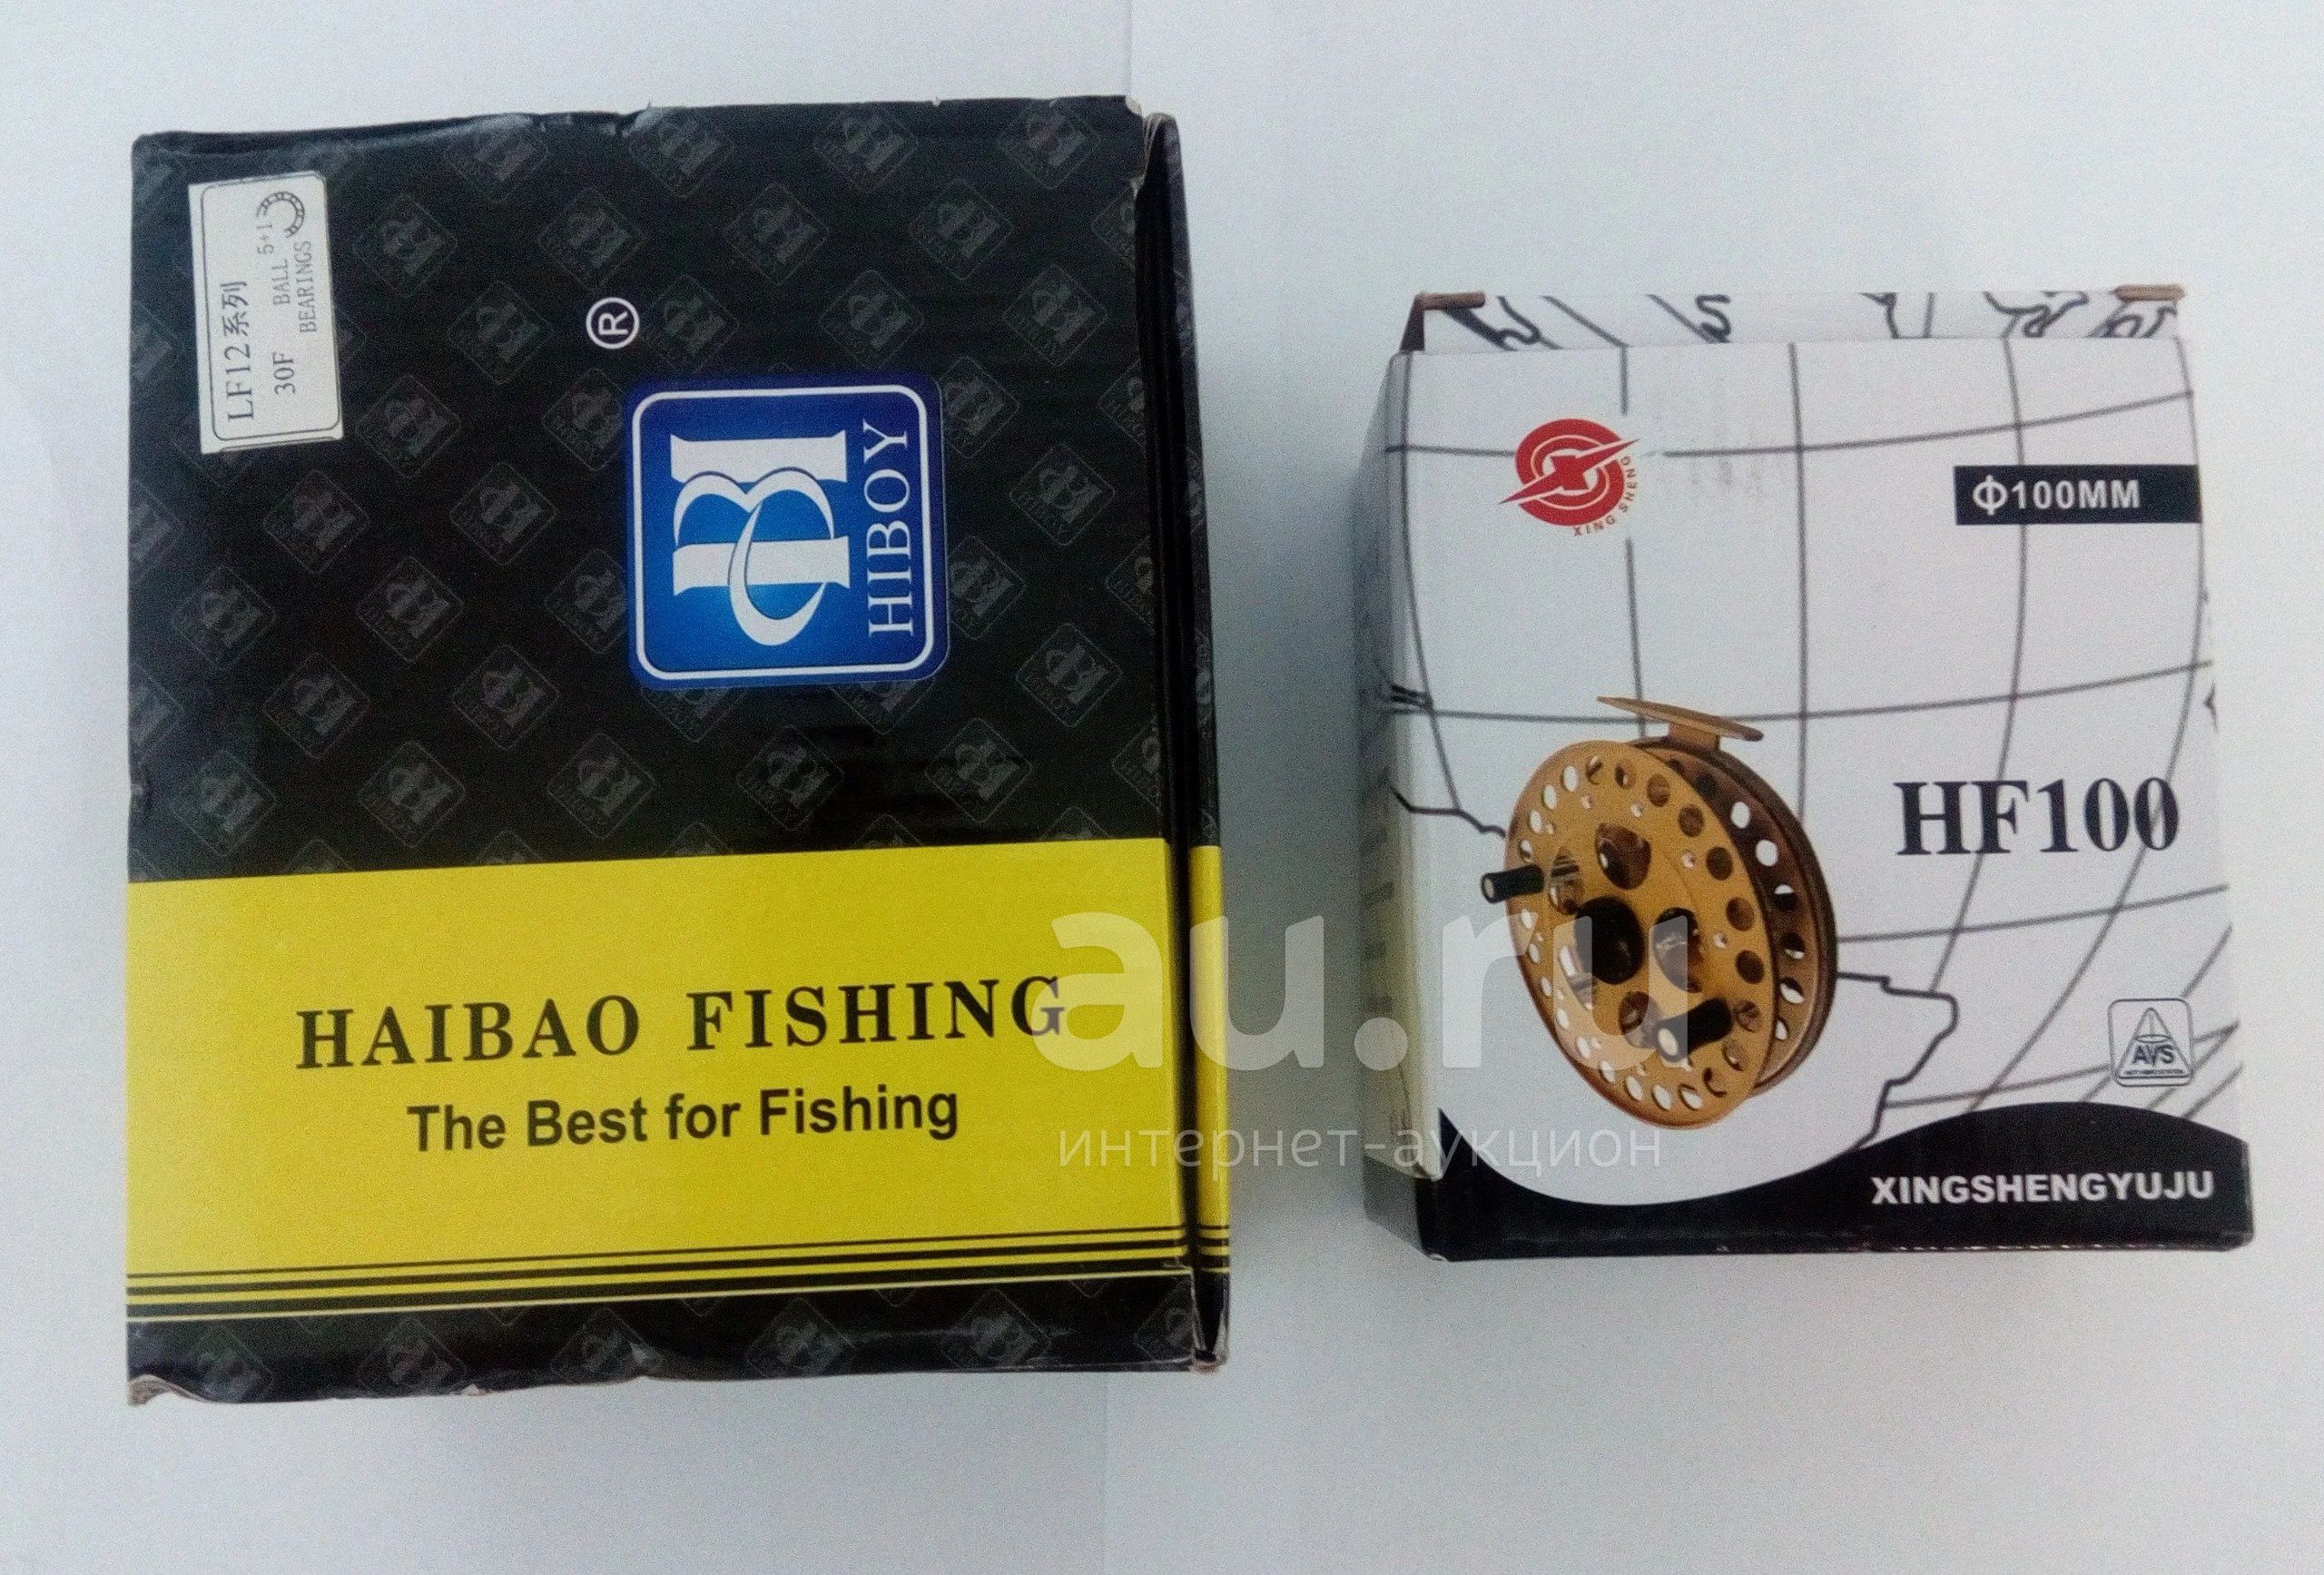 LF12系列
30F BALL 5+1
BEARINGS
®
HIBOY
HAIBAO FISHING
The Best for Fishing
XING SHENG
Φ100MM
HF100
AVS
XINGSHENGYUJU
au.ru
интернет-аукцион